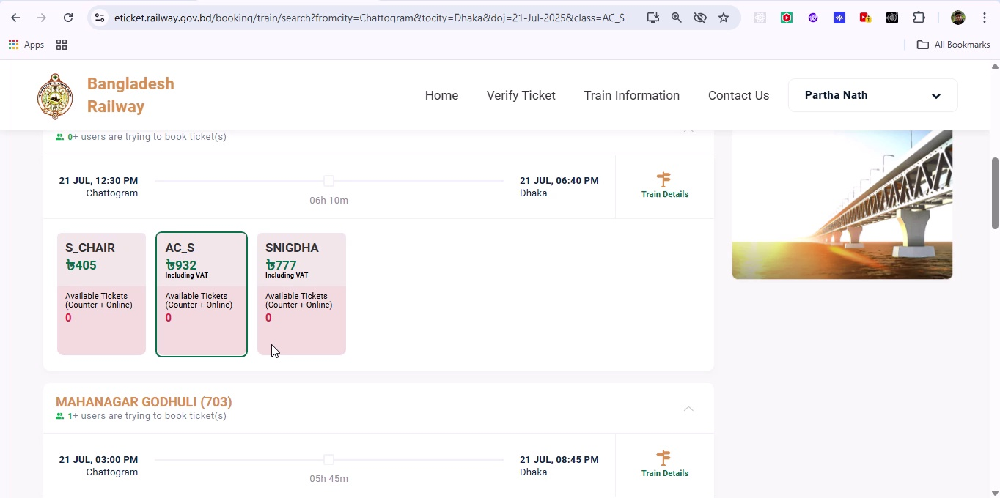 eticket.railway.gov.bd/booking/train/search?fromcity=Chattogram&tocity=Dhaka&doj=21-Jul-2025&class=AC_S
Apps
All Bookmarks
Bangladesh
Railway
Home
Verify Ticket
Train Information
Contact Us
Partha Nath
0+ users are trying to book ticket(s)
21 JUL, 12:30 PM
Chattogram
06h 10m
21 JUL, 06:40 PM
Dhaka
Train Details
S_CHAIR
৳405
Available Tickets
(Counter + Online)
0
AC_S
৳932
Including VAT
Available Tickets
(Counter + Online)
0
SNIGDHA
৳777
Including VAT
Available Tickets
(Counter + Online)
0
MAHANAGAR GODHULI (703)
1+ users are trying to book ticket(s)
21 JUL, 03:00 PM
Chattogram
05h 45m
21 JUL, 08:45 PM
Dhaka
Train Details